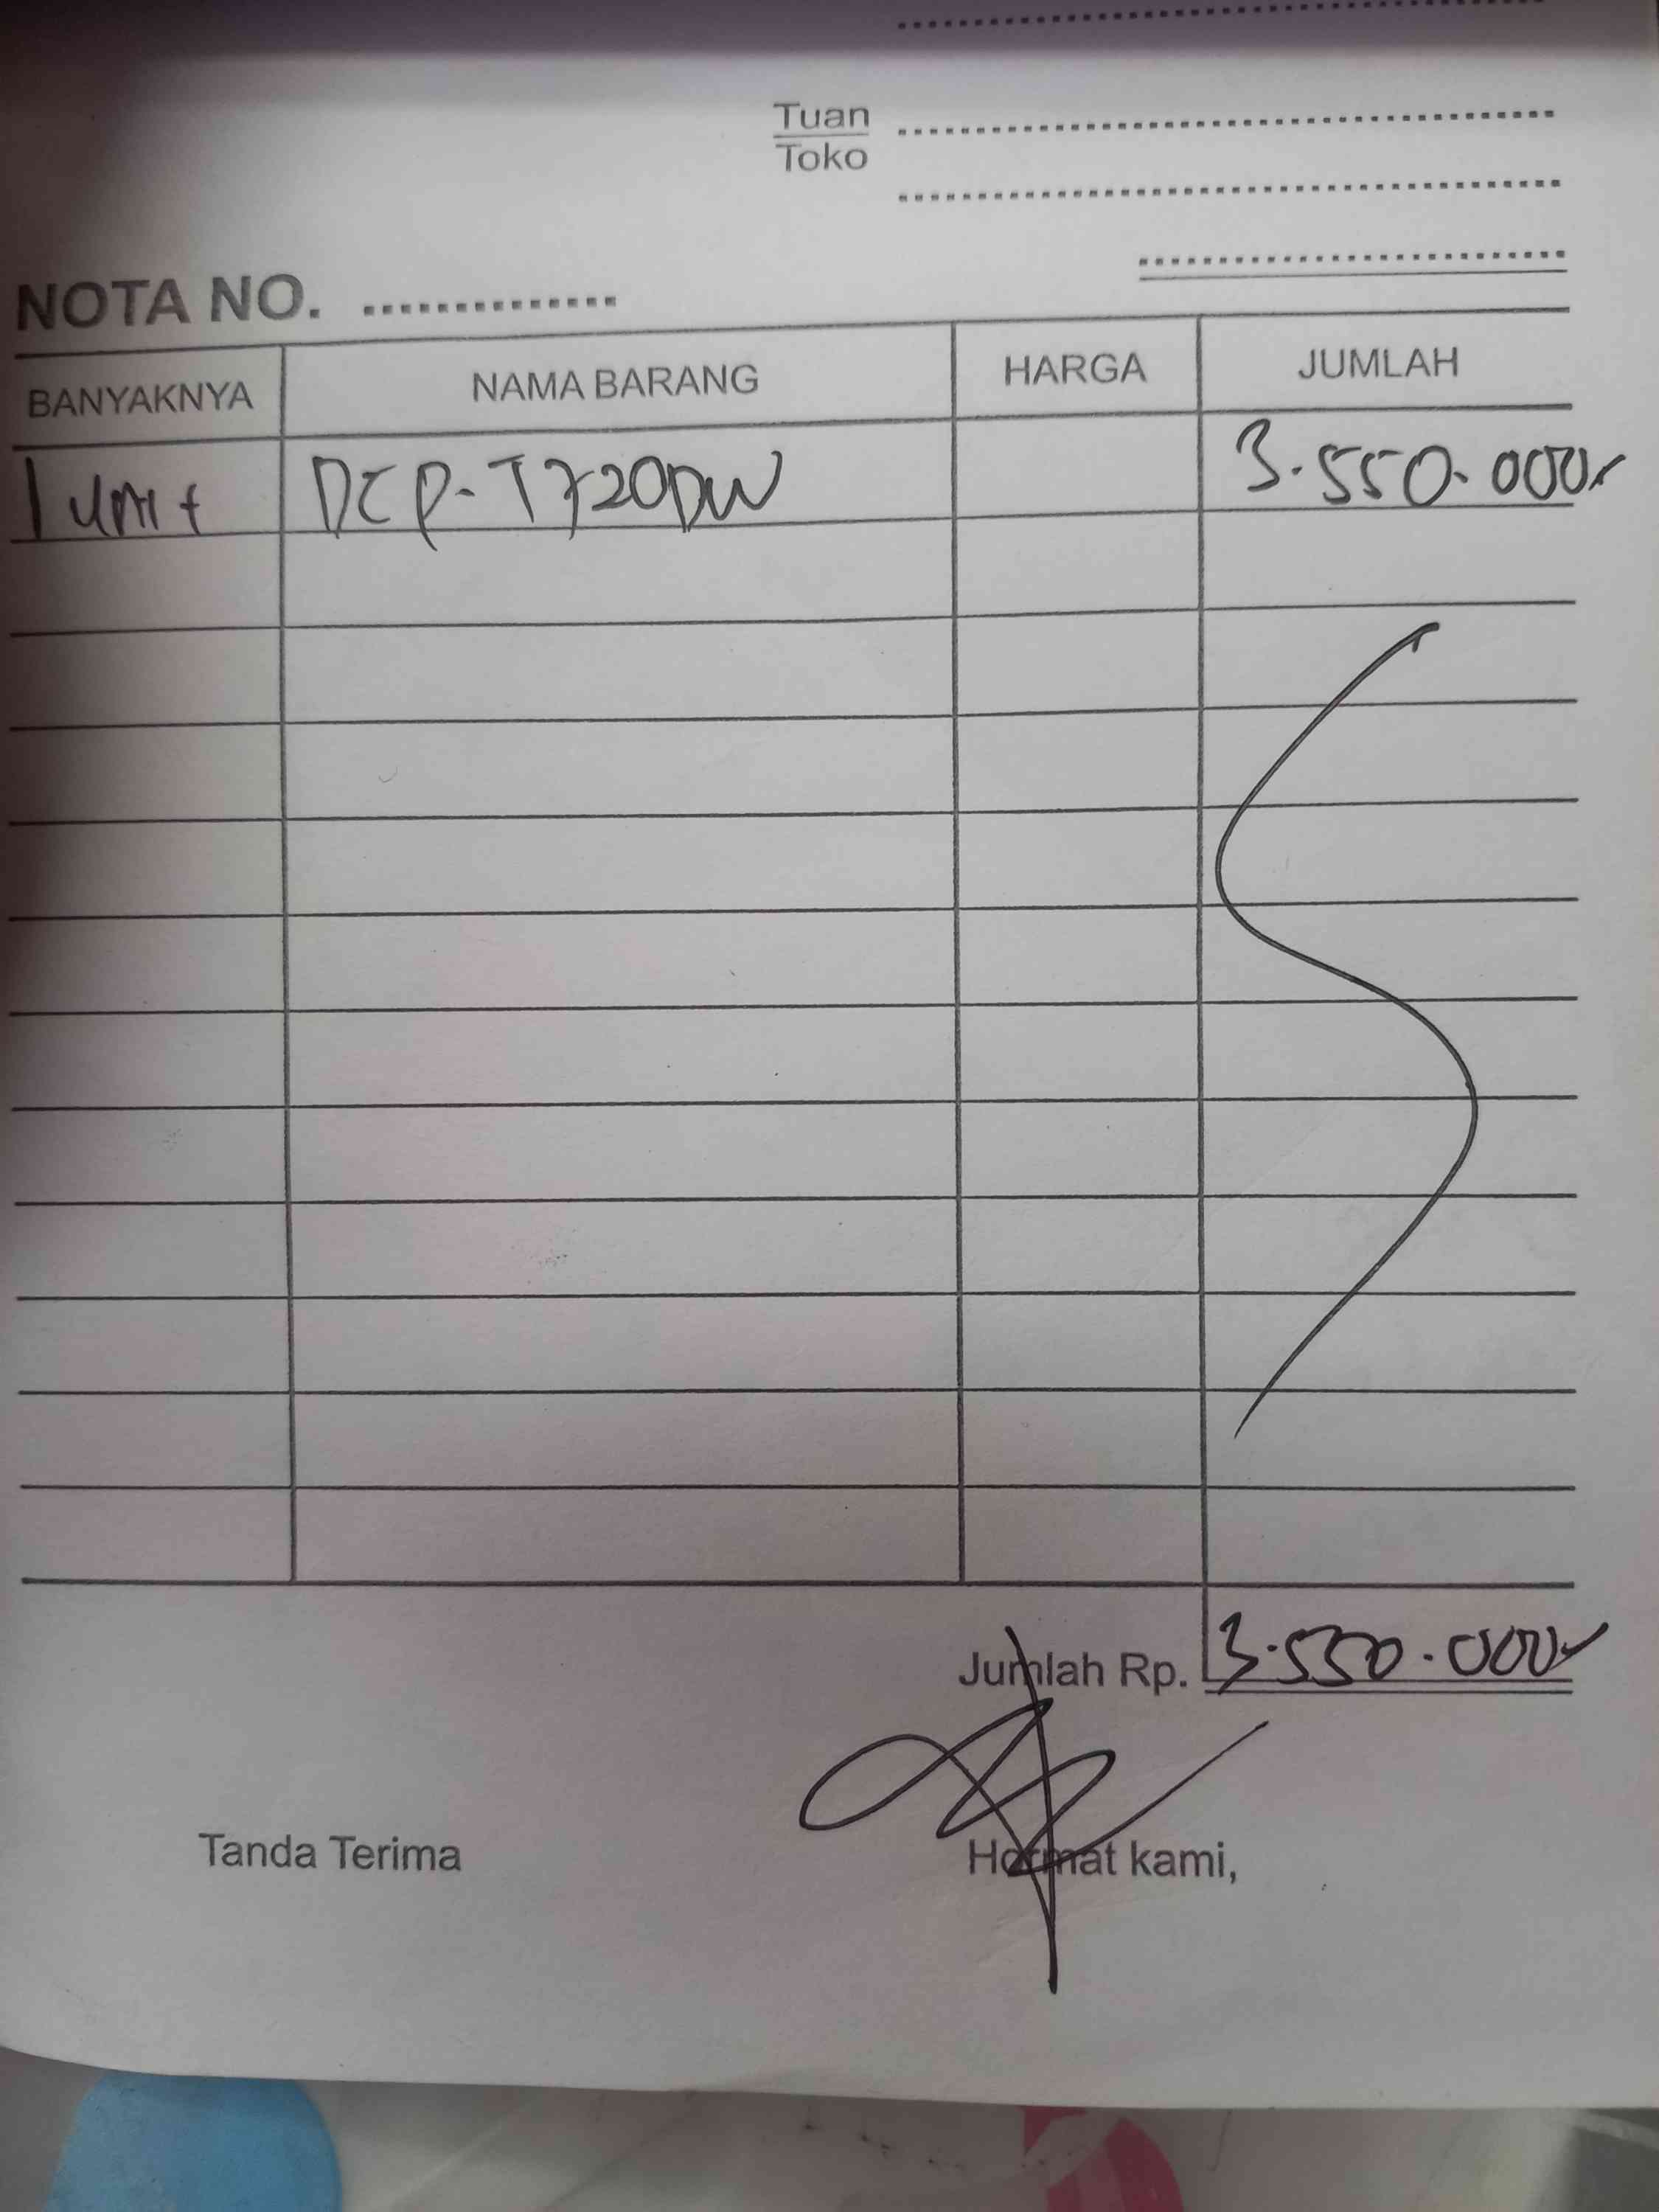 Tuan
Toko
NOTA NO.
BANYAKNYA NAMA BARANG HARGA JUMLAH
1 unit DCP-T720DW 3.550.000
Jumlah Rp. 3.550.000
Tanda Terima Hormat kami,